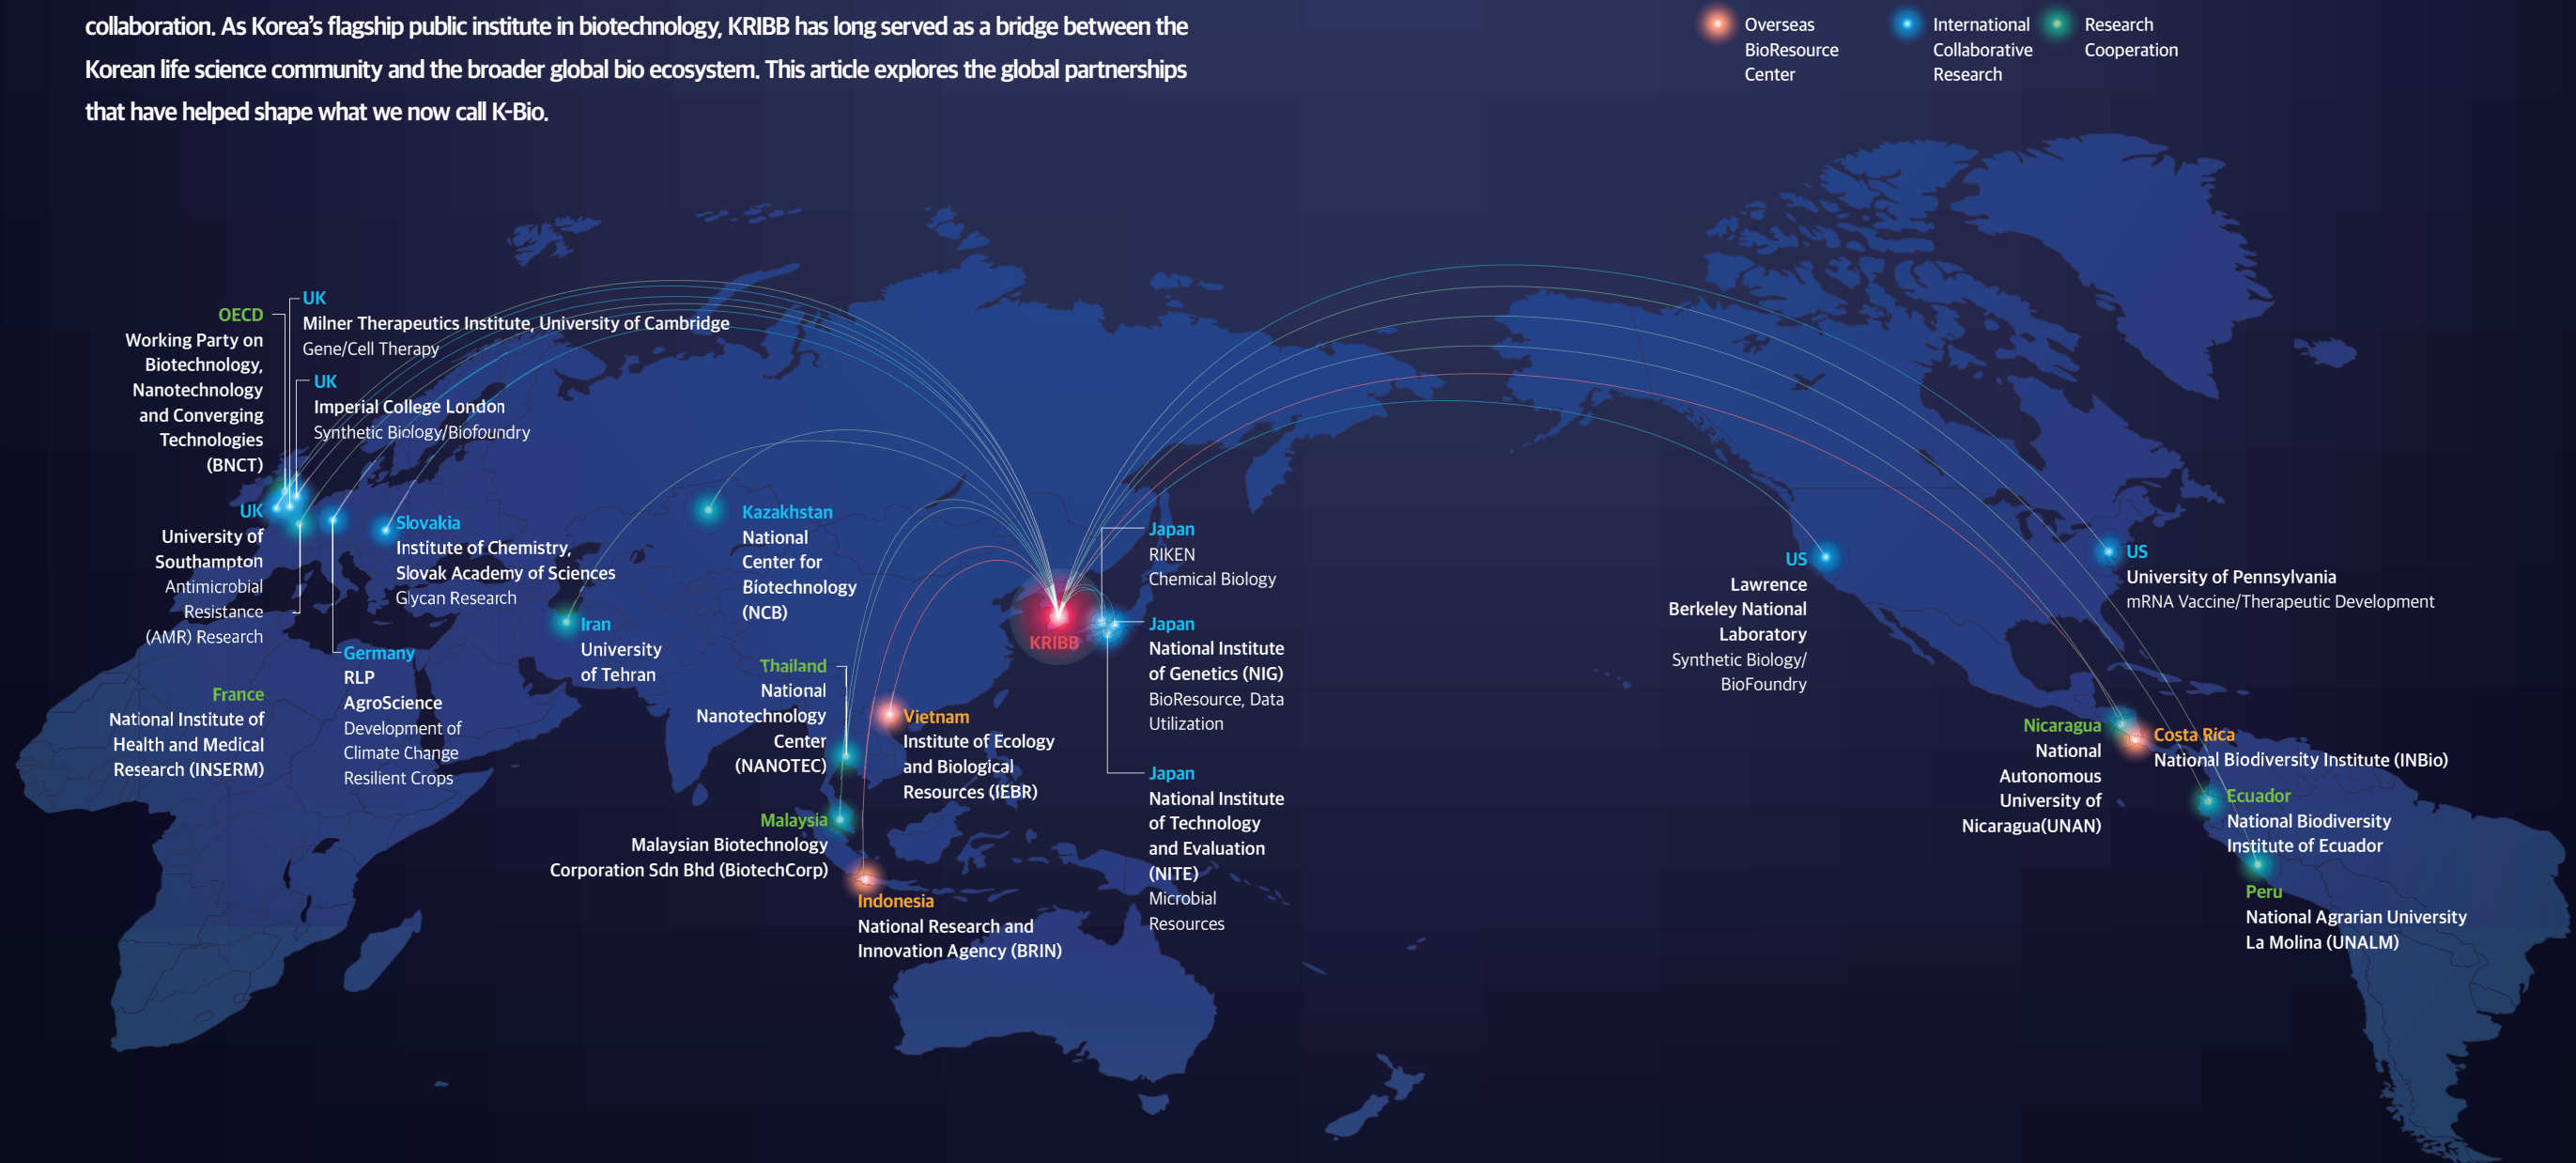 collaboration. As Korea’s flagship public institute in biotechnology, KRIBB has long served as a bridge between the
Korean life science community and the broader global bio ecosystem. This article explores the global partnerships
that have helped shape what we now call K-Bio.
Overseas
BioResource
Center
International
Collaborative
Research
Research
Cooperation
OECD
Working Party on
Biotechnology,
Nanotechnology
and Converging
Technologies
(BNCT)
UK
Milner Therapeutics Institute, University of Cambridge
Gene/Cell Therapy
UK
Imperial College London
Synthetic Biology/Biofoundry
UK
University of
Southampton
Antimicrobial
Resistance
(AMR) Research
Slovakia
Institute of Chemistry,
Slovak Academy of Sciences
Glycan Research
Germany
RLP
AgroScience
Development of
Climate Change
Resilient Crops
France
National Institute of
Health and Medical
Research (INSERM)
Iran
University
of Tehran
Kazakhstan
National
Center for
Biotechnology
(NCB)
Thailand
National
Nanotechnology
Center
(NANOTEC)
Vietnam
Institute of Ecology
and Biological
Resources (IEBR)
Malaysia
Malaysian Biotechnology
Corporation Sdn Bhd (BiotechCorp)
Indonesia
National Research and
Innovation Agency (BRIN)
KRIBB
Japan
RIKEN
Chemical Biology
Japan
National Institute
of Genetics (NIG)
BioResource, Data
Utilization
Japan
National Institute
of Technology
and Evaluation
(NITE)
Microbial
Resources
US
Lawrence
Berkeley National
Laboratory
Synthetic Biology/
BioFoundry
US
University of Pennsylvania
mRNA Vaccine/Therapeutic Development
Nicaragua
National
Autonomous
University of
Nicaragua(UNAN)
Costa Rica
National Biodiversity Institute (INBio)
Ecuador
National Biodiversity
Institute of Ecuador
Peru
National Agrarian University
La Molina (UNALM)